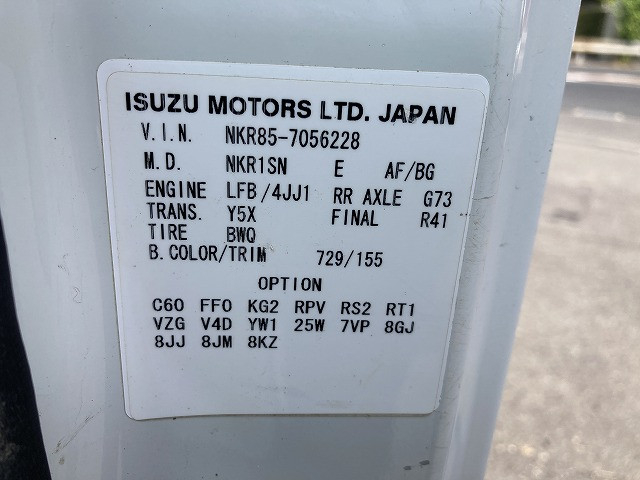 ISUZU MOTORS LTD. JAPAN
V.I.N. NKR85-7056228
M.D. NKR1SN E AF/BG
ENGINE LFB/4JJ1 RR AXLE G73
TRANS. Y5X FINAL R41
TIRE BWQ
B.COLOR/TRIM 729/155
OPTION
C60 FF0 KG2 RPV RS2 RT1
VZG V4D YW1 25W 7VP 8GJ
8JJ 8JM 8KZ